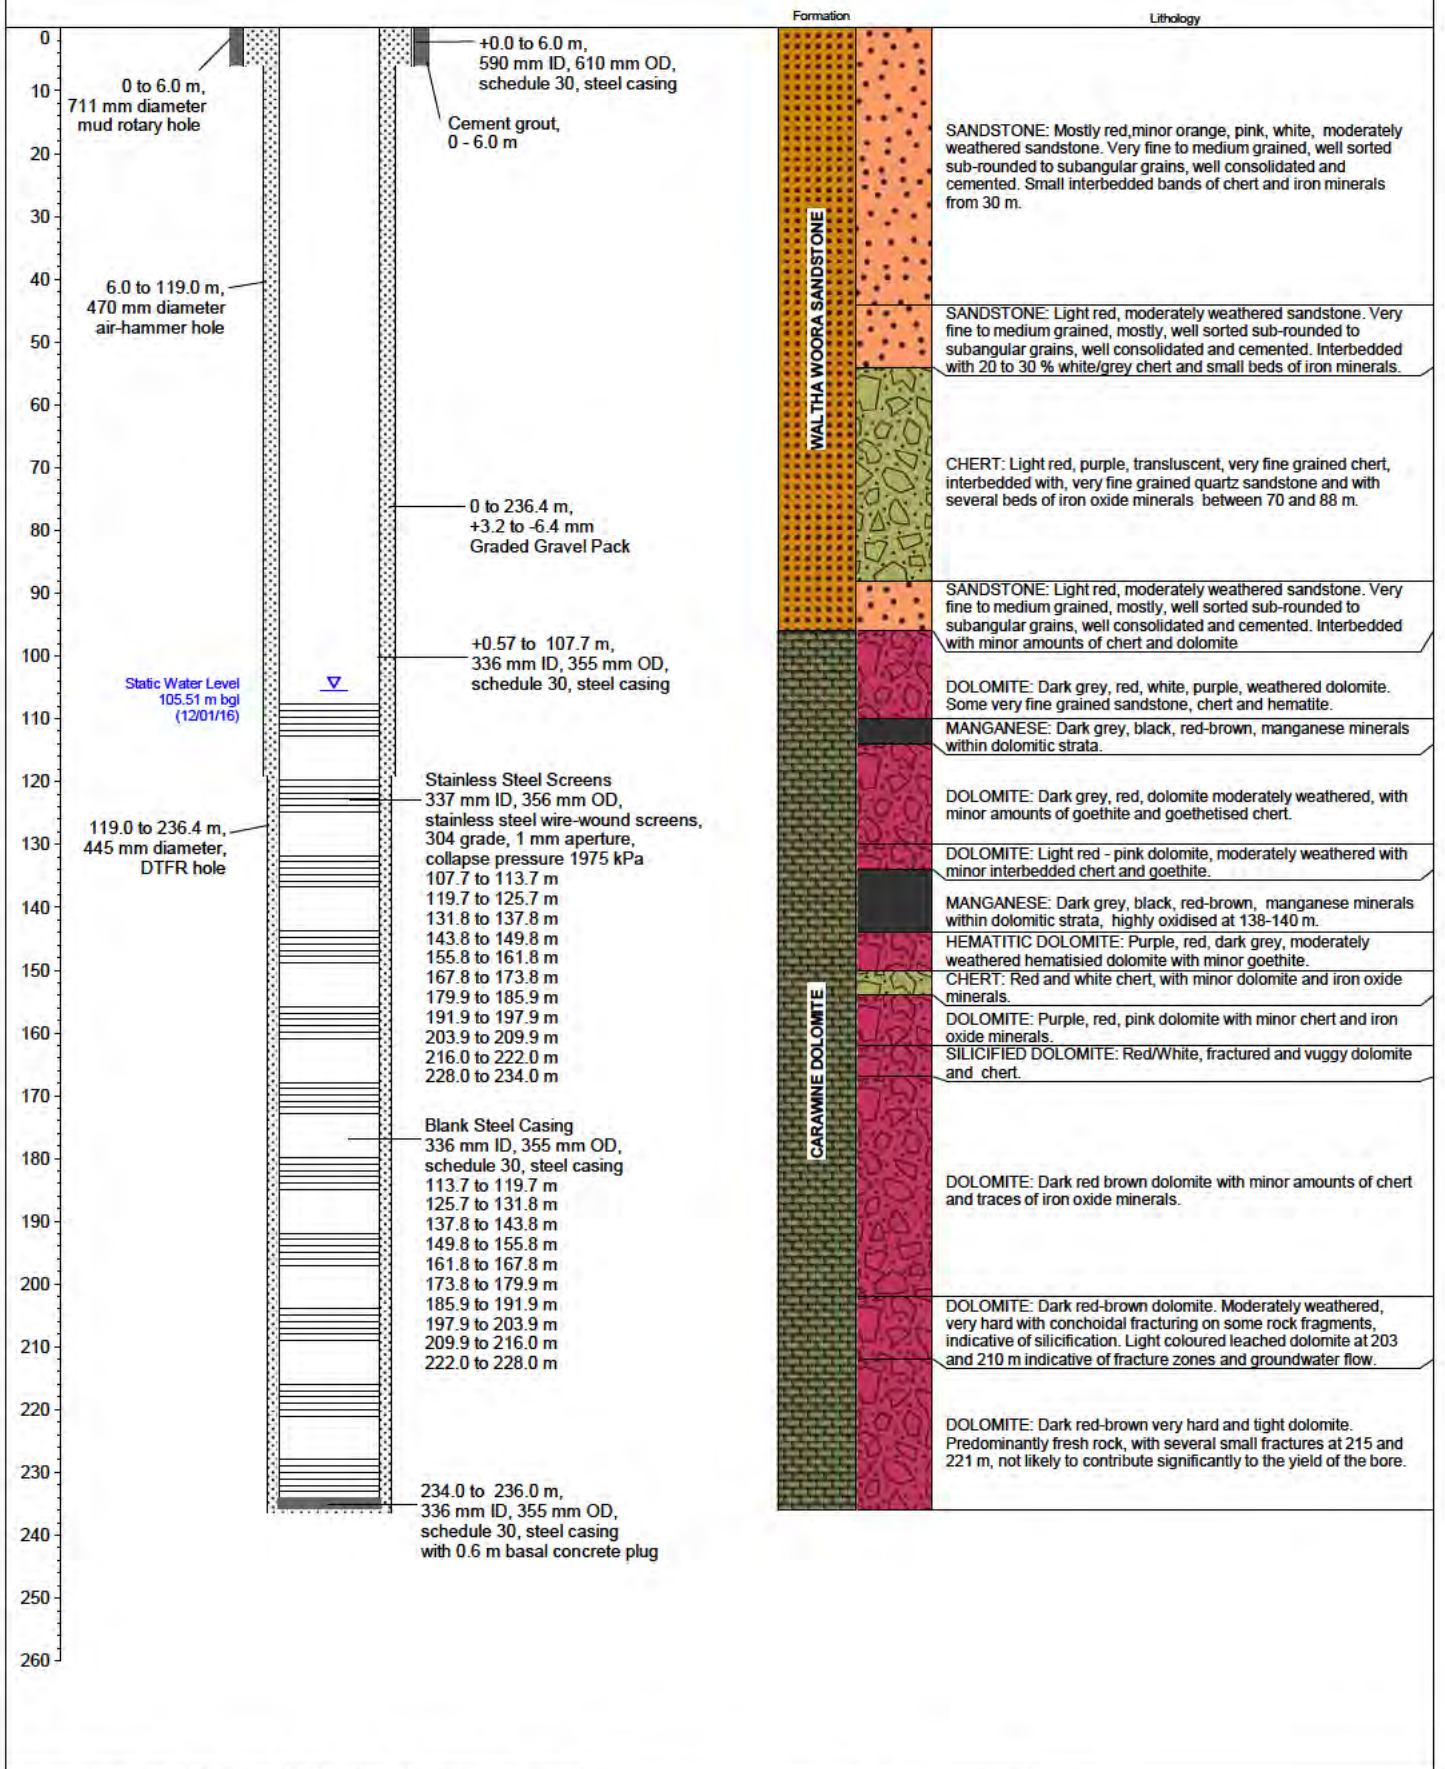 Formation
Lithology
0
10
20
30
40
50
60
70
80
90
100
110
120
130
140
150
160
170
180
190
200
210
220
230
240
250
260
0 to 6.0 m,
711 mm diameter
mud rotary hole
6.0 to 119.0 m,
470 mm diameter
air-hammer hole
Static Water Level
105.51 m bgl
(12/01/16)
119.0 to 236.4 m,
445 mm diameter,
DTFR hole
+0.0 to 6.0 m,
590 mm ID, 610 mm OD,
schedule 30, steel casing
Cement grout,
0 - 6.0 m
0 to 236.4 m,
+3.2 to -6.4 mm
Graded Gravel Pack
+0.57 to 107.7 m,
336 mm ID, 355 mm OD,
schedule 30, steel casing
Stainless Steel Screens
337 mm ID, 356 mm OD,
stainless steel wire-wound screens,
304 grade, 1 mm aperture,
collapse pressure 1975 kPa
107.7 to 113.7 m
119.7 to 125.7 m
131.8 to 137.8 m
143.8 to 149.8 m
155.8 to 161.8 m
167.8 to 173.8 m
179.9 to 185.9 m
191.9 to 197.9 m
203.9 to 209.9 m
216.0 to 222.0 m
228.0 to 234.0 m
Blank Steel Casing
336 mm ID, 355 mm OD,
schedule 30, steel casing
113.7 to 119.7 m
125.7 to 131.8 m
137.8 to 143.8 m
149.8 to 155.8 m
161.8 to 167.8 m
173.8 to 179.9 m
185.9 to 191.9 m
197.9 to 203.9 m
209.9 to 216.0 m
222.0 to 228.0 m
234.0 to 236.0 m,
336 mm ID, 355 mm OD,
schedule 30, steel casing
with 0.6 m basal concrete plug
WALTHA WOORA SANDSTONE
CARAWINE DOLOMITE
SANDSTONE: Mostly red,minor orange, pink, white, moderately
weathered sandstone. Very fine to medium grained, well sorted
sub-rounded to subangular grains, well consolidated and
cemented. Small interbedded bands of chert and iron minerals
from 30 m.
SANDSTONE: Light red, moderately weathered sandstone. Very
fine to medium grained, mostly, well sorted sub-rounded to
subangular grains, well consolidated and cemented. Interbedded
with 20 to 30 % white/grey chert and small beds of iron minerals.
CHERT: Light red, purple, transluscent, very fine grained chert,
interbedded with, very fine grained quartz sandstone and with
several beds of iron oxide minerals between 70 and 88 m.
SANDSTONE: Light red, moderately weathered sandstone. Very
fine to medium grained, mostly, well sorted sub-rounded to
subangular grains, well consolidated and cemented. Interbedded
with minor amounts of chert and dolomite
DOLOMITE: Dark grey, red, white, purple, weathered dolomite.
Some very fine grained sandstone, chert and hematite.
MANGANESE: Dark grey, black, red-brown, manganese minerals
within dolomitic strata.
DOLOMITE: Dark grey, red, dolomite moderately weathered, with
minor amounts of goethite and goethetised chert.
DOLOMITE: Light red - pink dolomite, moderately weathered with
minor interbedded chert and goethite.
MANGANESE: Dark grey, black, red-brown, manganese minerals
within dolomitic strata, highly oxidised at 138-140 m.
HEMATITIC DOLOMITE: Purple, red, dark grey, moderately
weathered hematisied dolomite with minor goethite.
CHERT: Red and white chert, with minor dolomite and iron oxide
minerals.
DOLOMITE: Purple, red, pink dolomite with minor chert and iron
oxide minerals.
SILICIFIED DOLOMITE: Red/White, fractured and vuggy dolomite
and chert.
DOLOMITE: Dark red brown dolomite with minor amounts of chert
and traces of iron oxide minerals.
DOLOMITE: Dark red-brown dolomite. Moderately weathered,
very hard with conchoidal fracturing on some rock fragments,
indicative of silicification. Light coloured leached dolomite at 203
and 210 m indicative of fracture zones and groundwater flow.
DOLOMITE: Dark red-brown very hard and tight dolomite.
Predominantly fresh rock, with several small fractures at 215 and
221 m, not likely to contribute significantly to the yield of the bore.